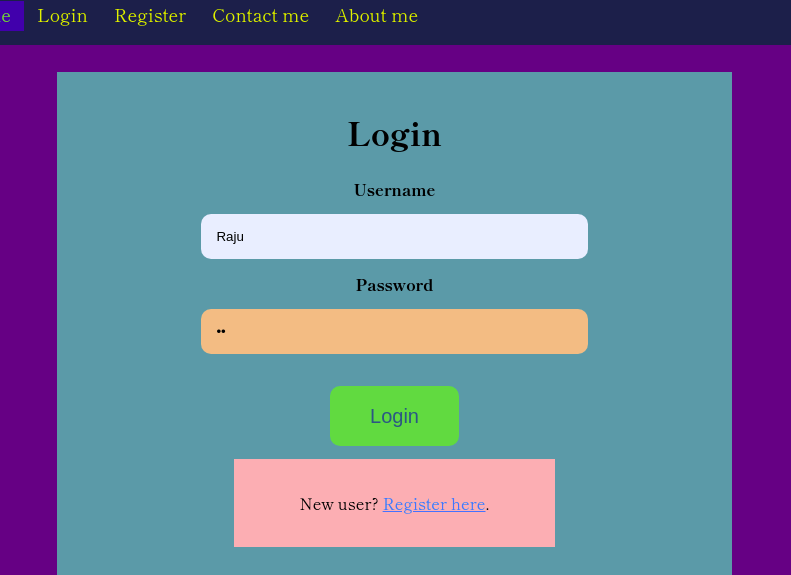 Login Register Contact me About me
Login
Username
Raju
Password
••
Login
New user? Register here.